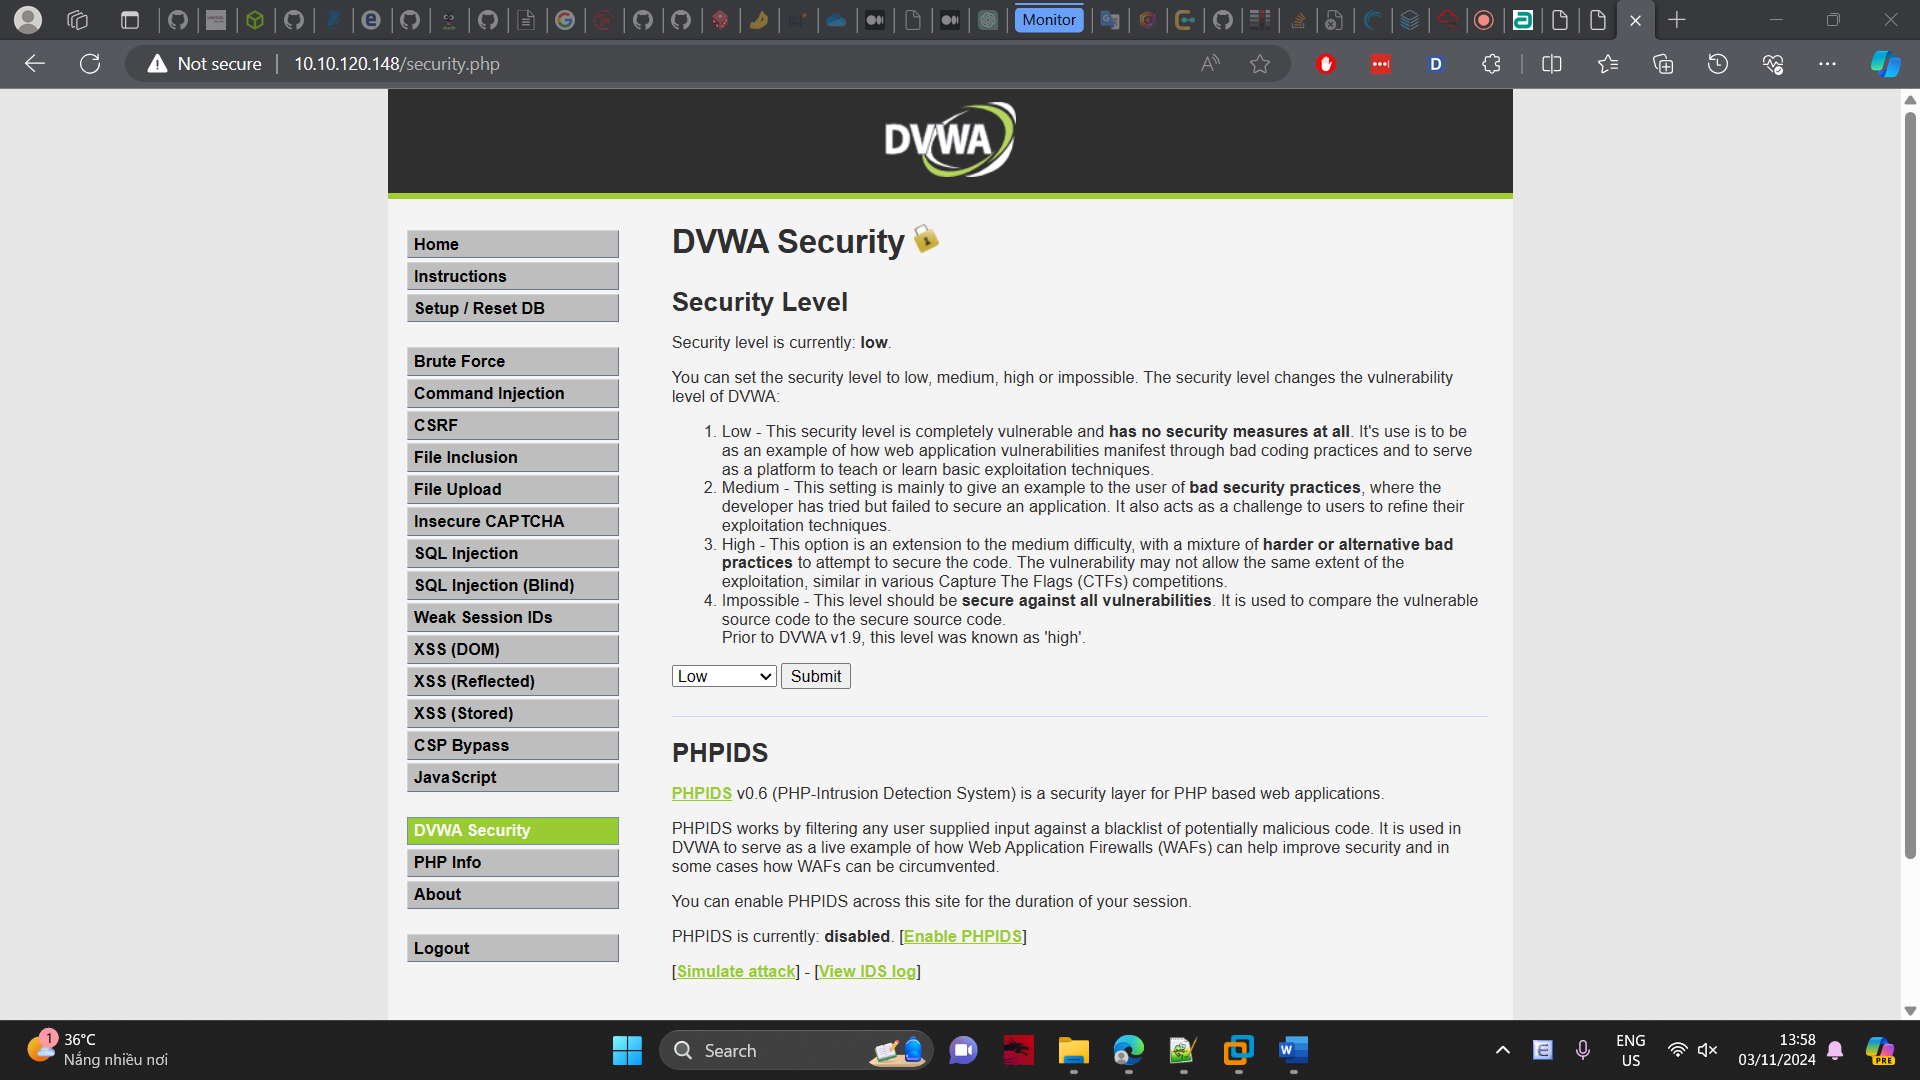 Monitor
Not secure
10.10.120.148/security.php
DVWA
Home
Instructions
Setup / Reset DB
Brute Force
Command Injection
CSRF
File Inclusion
File Upload
Insecure CAPTCHA
SQL Injection
SQL Injection (Blind)
Weak Session IDs
XSS (DOM)
XSS (Reflected)
XSS (Stored)
CSP Bypass
JavaScript
DVWA Security
PHP Info
About
Logout
DVWA Security
Security Level
Security level is currently: low.
You can set the security level to low, medium, high or impossible. The security level changes the vulnerability
level of DVWA:
1. Low - This security level is completely vulnerable and has no security measures at all. It's use is to be
as an example of how web application vulnerabilities manifest through bad coding practices and to serve
as a platform to teach or learn basic exploitation techniques.
2. Medium - This setting is mainly to give an example to the user of bad security practices, where the
developer has tried but failed to secure an application. It also acts as a challenge to users to refine their
exploitation techniques.
3. High - This option is an extension to the medium difficulty, with a mixture of harder or alternative bad
practices to attempt to secure the code. The vulnerability may not allow the same extent of the
exploitation, similar in various Capture The Flags (CTFs) competitions.
4. Impossible - This level should be secure against all vulnerabilities. It is used to compare the vulnerable
source code to the secure source code.
Prior to DVWA v1.9, this level was known as 'high'.
Low
Submit
PHPIDS
PHPIDS v0.6 (PHP-Intrusion Detection System) is a security layer for PHP based web applications.
PHPIDS works by filtering any user supplied input against a blacklist of potentially malicious code. It is used in
DVWA to serve as a live example of how Web Application Firewalls (WAFs) can help improve security and in
some cases how WAFs can be circumvented.
You can enable PHPIDS across this site for the duration of your session.
PHPIDS is currently: disabled. [Enable PHPIDS]
[Simulate attack] - [View IDS log]
1
36°C
Nắng nhiều nơi
Search
ENG
US
13:58
03/11/2024
PRE